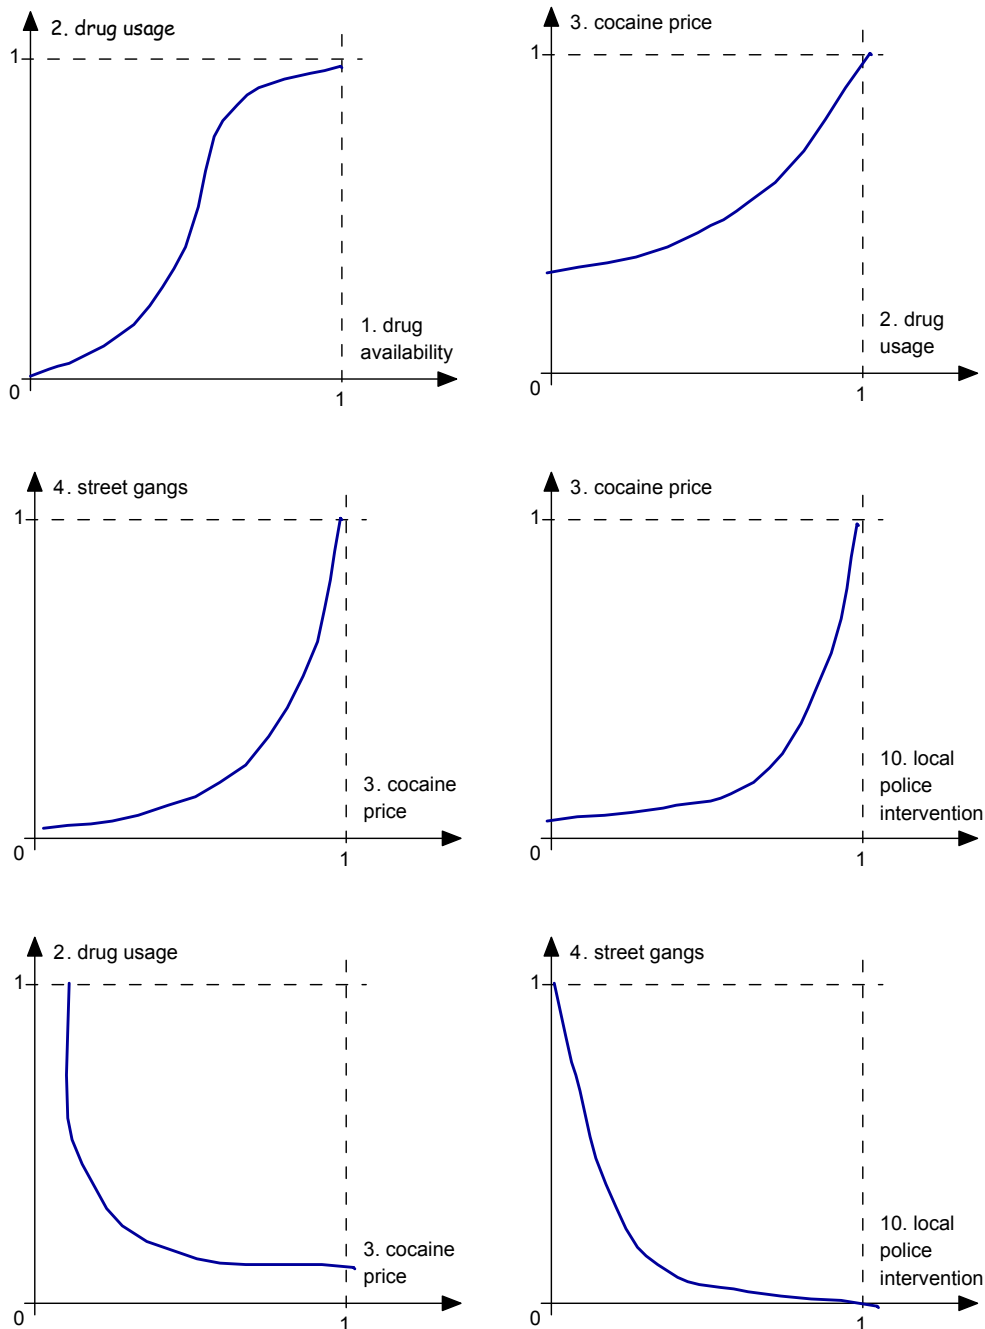 2. drug usage
1
1. drug
availability
0
1
3. cocaine price
1
2. drug
usage
0
1
4. street gangs
1
3. cocaine
price
0
1
3. cocaine price
1
10. local
police
intervention
0
1
2. drug usage
1
3. cocaine
price
0
1
4. street gangs
1
10. local
police
intervention
0
1